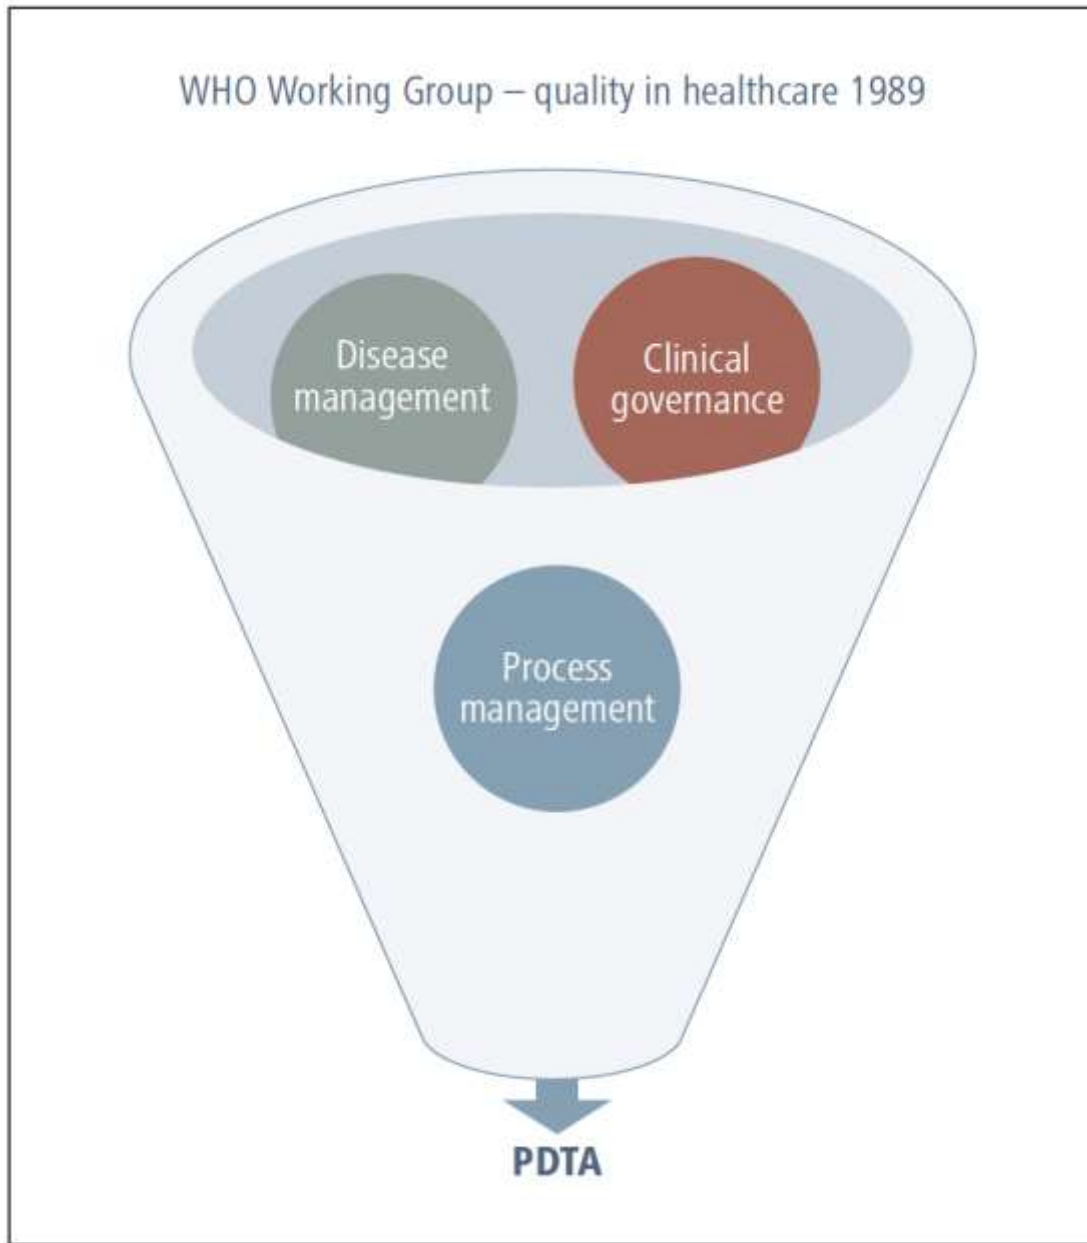 WHO Working Group – quality in healthcare 1989
Disease
management
Clinical
governance
Process
management
PDTA